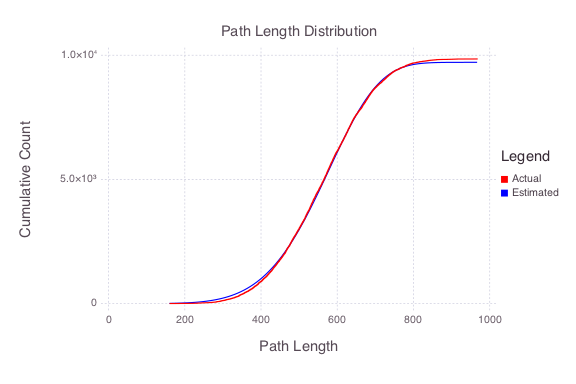 Path Length Distribution
1.0×10⁴
5.0×10³
0
0 200 400 600 800 1000
Cumulative Count
Path Length
Legend
Actual
Estimated